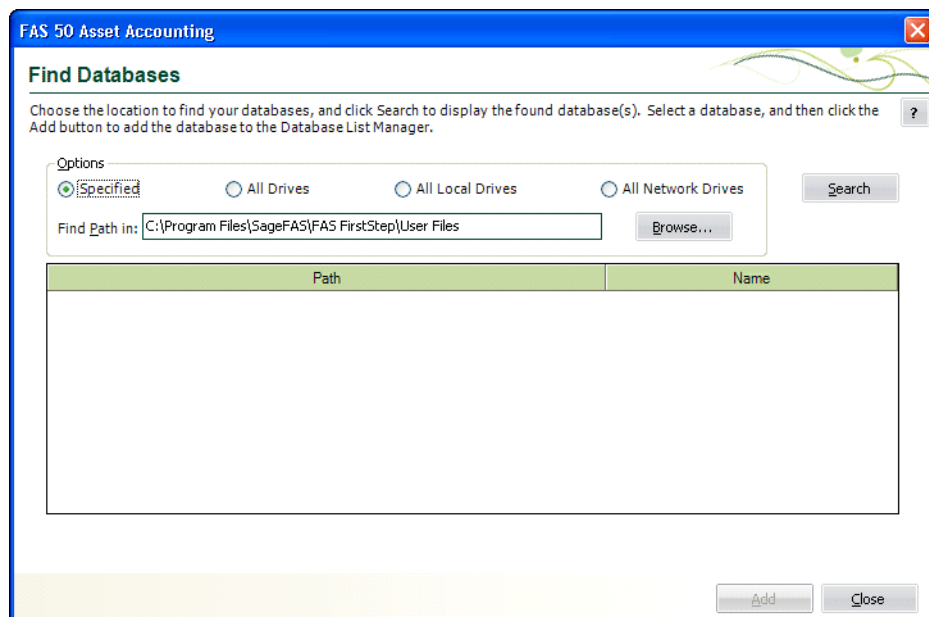 FAS 50 Asset Accounting
Find Databases
Choose the location to find your databases, and click Search to display the found database(s). Select a database, and then click the
Add button to add the database to the Database List Manager.
?
Options
Specified All Drives All Local Drives All Network Drives Search
Find Path in: C:\Program Files\SageFAS\FAS FirstStep\User Files Browse...
Path Name
Add Close